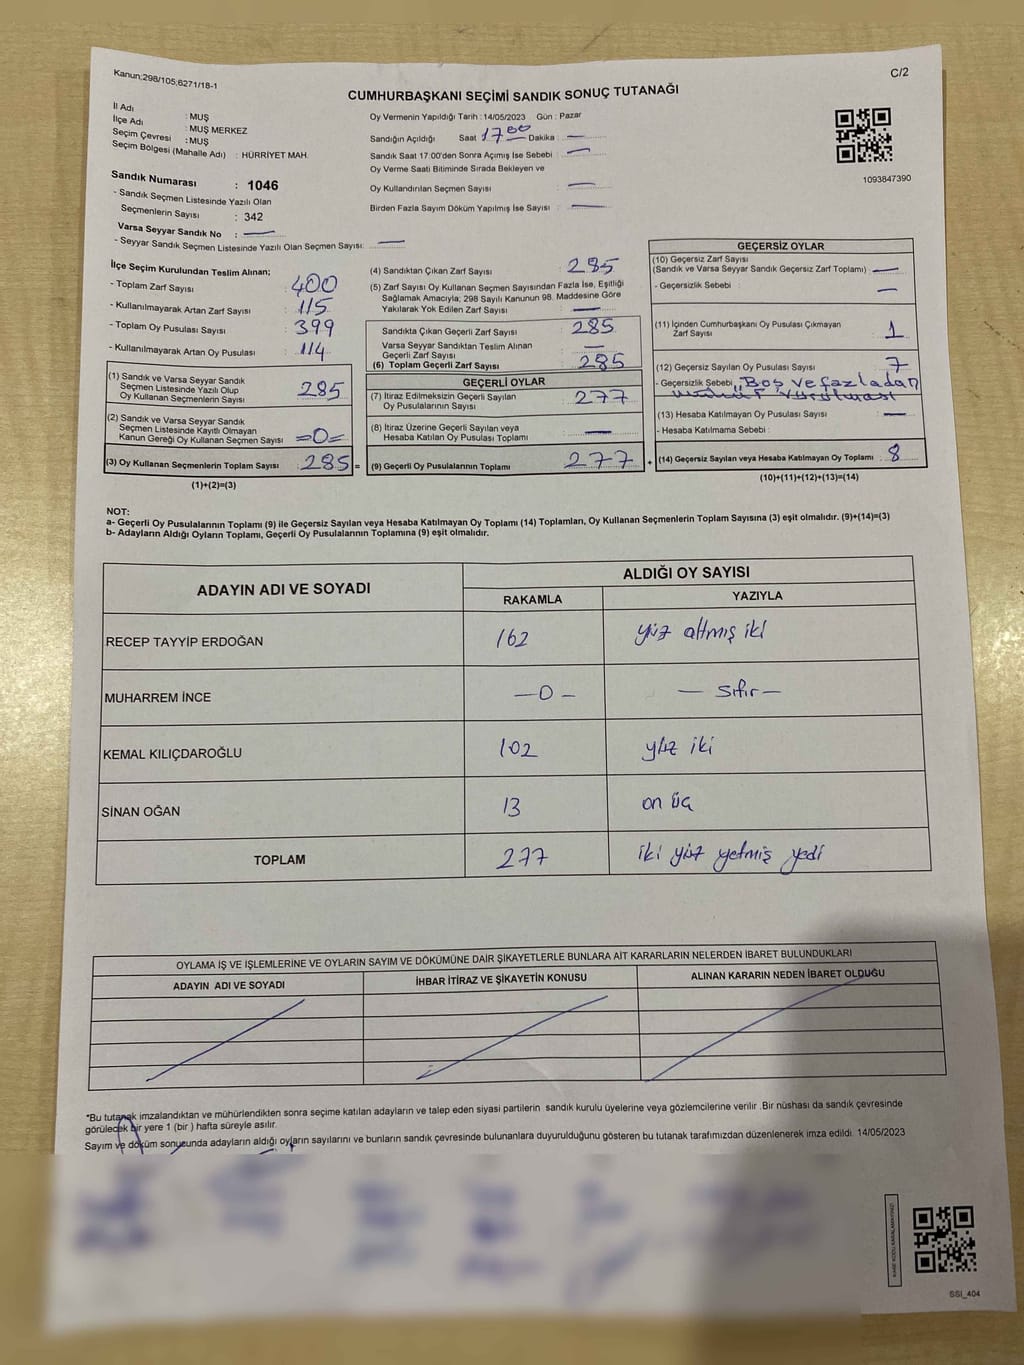 Kanun;298/105;6271/18-1
C/2
CUMHURBAŞKANI SEÇİMİ SANDIK SONUÇ TUTANAĞI
İl Adı : MUŞ
İlçe Adı : MUŞ MERKEZ
Seçim Çevresi : MUŞ
Seçim Bölgesi (Mahalle Adı) : HÜRRİYET MAH.
Sandık Numarası : 1046
- Sandık Seçmen Listesinde Yazılı Olan
Seçmenlerin Sayısı : 342
Varsa Seyyar Sandık No : —
- Seyyar Sandık Seçmen Listesinde Yazılı Olan Seçmen Sayısı: —
Oy Vermenin Yapıldığı Tarih : 14/05/2023 Gün : Pazar
Sandığın Açıldığı Saat 17 00 Dakika : —
Sandık Saat 17:00'den Sonra Açımış İse Sebebi : —
Oy Verme Saati Bitiminde Sırada Bekleyen ve
Oy Kullandırılan Seçmen Sayısı : —
Birden Fazla Sayım Döküm Yapılmış İse Sayısı : —
1093847390
İlçe Seçim Kurulundan Teslim Alınan;
- Toplam Zarf Sayısı : 400
- Kullanılmayarak Artan Zarf Sayısı : 115
- Toplam Oy Pusulası Sayısı : 399
- Kullanılmayarak Artan Oy Pusulası : 114
(1) Sandık ve Varsa Seyyar Sandık
Seçmen Listesinde Yazılı Olup
Oy Kullanan Seçmenlerin Sayısı : 285
(2) Sandık ve Varsa Seyyar Sandık
Seçmen Listesinde Kayıtlı Olmayan
Kanun Gereği Oy Kullanan Seçmen Sayısı : =0=
(3) Oy Kullanan Seçmenlerin Toplam Sayısı : 285 =
(1)+(2)=(3)
(4) Sandıktan Çıkan Zarf Sayısı : 285
(5) Zarf Sayısı Oy Kullanan Seçmen Sayısından Fazla İse, Eşitliği
Sağlamak Amacıyla; 298 Sayılı Kanunun 98. Maddesine Göre
Yakılarak Yok Edilen Zarf Sayısı : —
Sandıkta Çıkan Geçerli Zarf Sayısı : 285
Varsa Seyyar Sandıktan Teslim Alınan
Geçerli Zarf Sayısı : —
(6) Toplam Geçerli Zarf Sayısı : 285
GEÇERLİ OYLAR
(7) İtiraz Edilmeksizin Geçerli Sayılan
Oy Pusulasının Sayısı : 277
(8) İtiraz Üzerine Geçerli Sayılan veya
Hesaba Katılan Oy Pusulası Toplamı : —
(9) Geçerli Oy Pusulalarının Toplamı : 277 +
GEÇERSİZ OYLAR
(10) Geçersiz Zarf Sayısı
(Sandık ve Varsa Seyyar Sandık Geçersiz Zarf Toplamı) : —
- Geçersizlik Sebebi : —
(11) İçinden Cumhurbaşkanı Oy Pusulası Çıkmayan
Zarf Sayısı : 1
(12) Geçersiz Sayılan Oy Pusulası Sayısı : 7
- Geçersizlik Sebebi : Boş ve fazladan
mühür vurulması
(13) Hesaba Katılmayan Oy Pusulası Sayısı : —
- Hesaba Katılmama Sebebi :
(14) Geçersiz Sayılan veya Hesaba Katılmayan Oy Toplamı : 8
(10)+(11)+(12)+(13)=(14)
NOT:
a- Geçerli Oy Pusulalarının Toplamı (9) ile Geçersiz Sayılan veya Hesaba Katılmayan Oy Toplamı (14) Toplamları, Oy Kullanan Seçmenlerin Toplam Sayısına (3) eşit olmalıdır. (9)+(14)=(3)
b- Adayların Aldığı Oyların Toplamı, Geçerli Oy Pusulalarının Toplamına (9) eşit olmalıdır.
ADAYIN ADI VE SOYADI
ALDIĞI OY SAYISI
RAKAMLA YAZIYLA
RECEP TAYYİP ERDOĞAN 162 yüz altmış iki
MUHARREM İNCE —0— — sıfır —
KEMAL KILIÇDAROĞLU 102 yüz iki
SİNAN OĞAN 13 on üç
TOPLAM 277 iki yüz yetmiş yedi
OYLAMA İŞ VE İŞLEMLERİNE VE OYLARIN SAYIM VE DÖKÜMÜNE DAİR ŞİKAYETLERLE BUNLARA AİT KARARLARIN NELERDEN İBARET BULUNDUKLARI
ADAYIN ADI VE SOYADI İHBAR İTİRAZ VE ŞİKAYETİN KONUSU ALINAN KARARIN NEDEN İBARET OLDUĞU
*Bu tutanak imzalandıktan ve mühürlendikten sonra seçime katılan adayların ve talep eden siyasi partilerin sandık kurulu üyelerine veya gözlemcilerine verilir .Bir nüshası da sandık çevresinde
görülecek bir yere 1 (bir ) hafta süreyle asılır.
Sayım ve döküm sonucunda adayların aldığı oyların sayılarını ve bunların sandık çevresinde bulunanlara duyurulduğunu gösteren bu tutanak tarafımızdan düzenlenerek imza edildi. 14/05/2023
SSİ_404